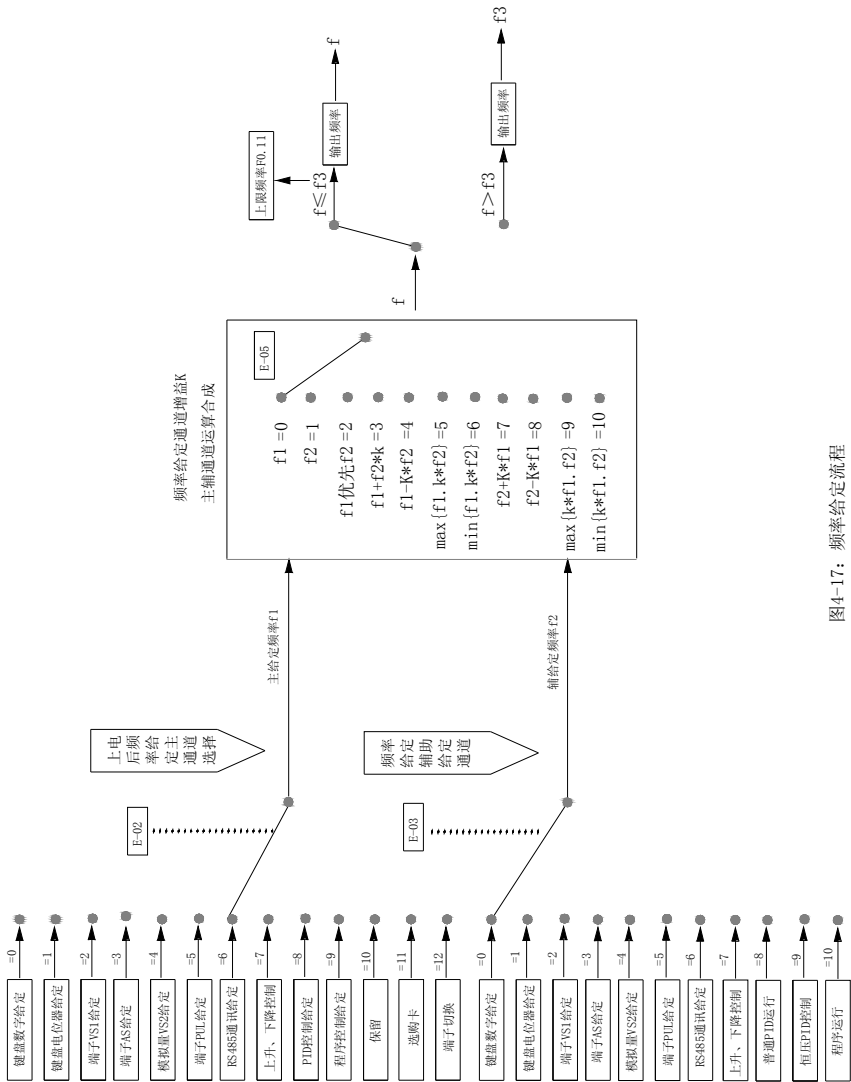 键盘数字给定
=0
键盘电位器给定
=1
端子VS1给定
=2
端子AS给定
=3
模拟量VS2给定
=4
端子PUL给定
=5
RS485通讯给定
=6
上升、下降控制
=7
PID控制给定
=8
程序控制给定
=9
保留
=10
选购卡
=11
端子切换
=12
E-02
上电
后频
率给
定主
通道
选择
主给定频率f1
键盘数字给定
=0
键盘电位器给定
=1
端子VS1给定
=2
端子AS给定
=3
模拟量VS2给定
=4
端子PUL给定
=5
RS485通讯给定
=6
上升、下降控制
=7
普通PID运行
=8
恒压PID控制
=9
程序运行
=10
E-03
频率
给定
辅助
给定
通道
辅给定频率f2
频率给定通道增益K
主辅通道运算合成
E-05
f1 =0
f2 =1
f1优先f2 =2
f1+f2*k =3
f1-K*f2 =4
max{f1.k*f2}=5
min{f1.k*f2}=6
f2+K*f1 =7
f2-K*f1 =8
max{k*f1.f2}=9
min{k*f1.f2}=10
f
上限频率F0.11
f≤f3
输出频率
f
f＞f3
输出频率
f3
图4-17: 频率给定流程